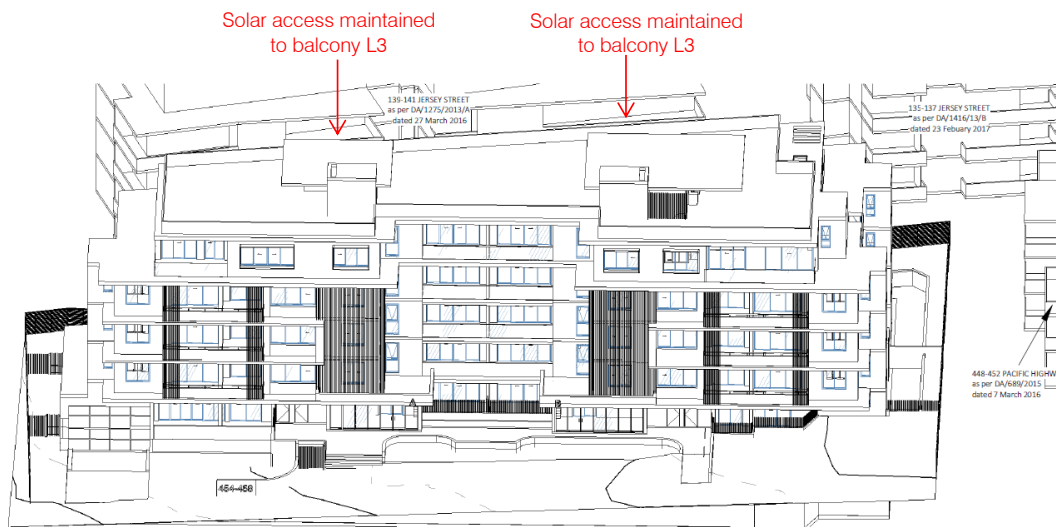 Solar access maintained
to balcony L3
Solar access maintained
to balcony L3
139-141 JERSEY STREET
as per DA/1275/2013/A
dated 27 March 2016
135-137 JERSEY STREET
as per DA/1416/13/B
dated 23 Febuary 2017
448-452 PACIFIC HIGHW
as per DA/689/2015
dated 7 March 2016
A
B
454-458